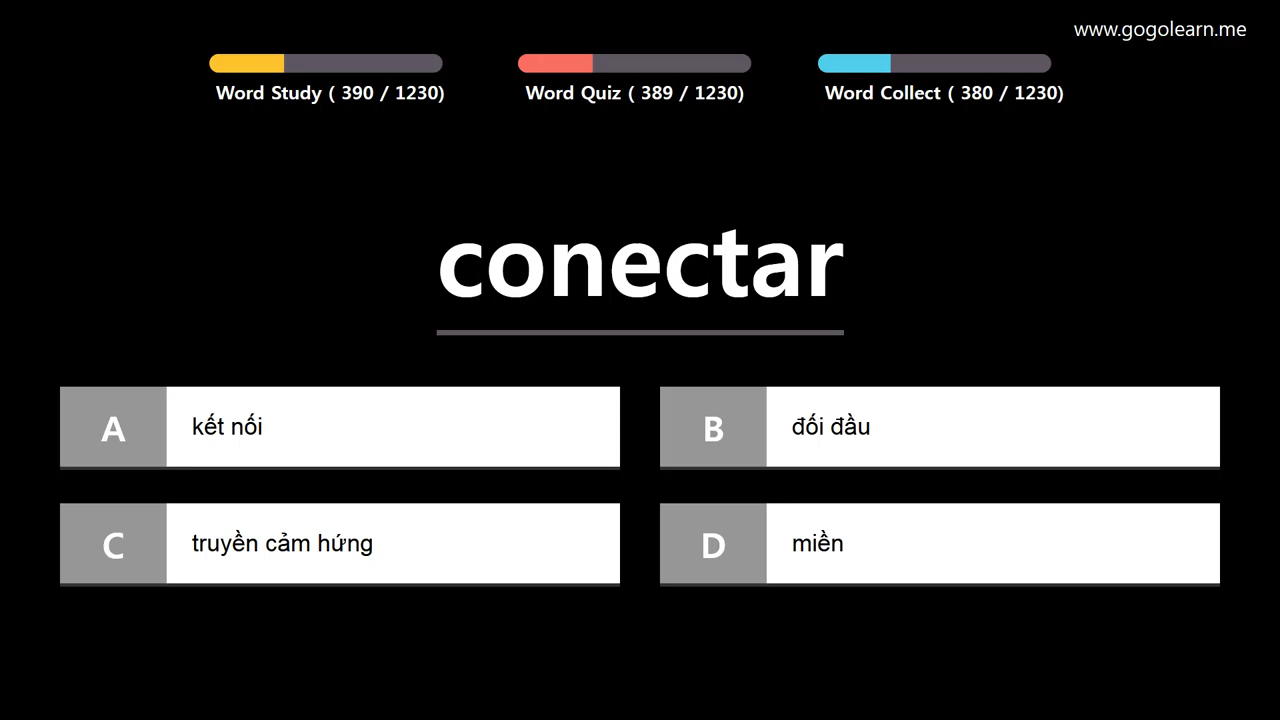 www.gogolearn.me
Word Study ( 390 / 1230)
Word Quiz ( 389 / 1230)
Word Collect ( 380 / 1230)
conectar
A
kết nối
B
đối đầu
C
truyền cảm hứng
D
miền